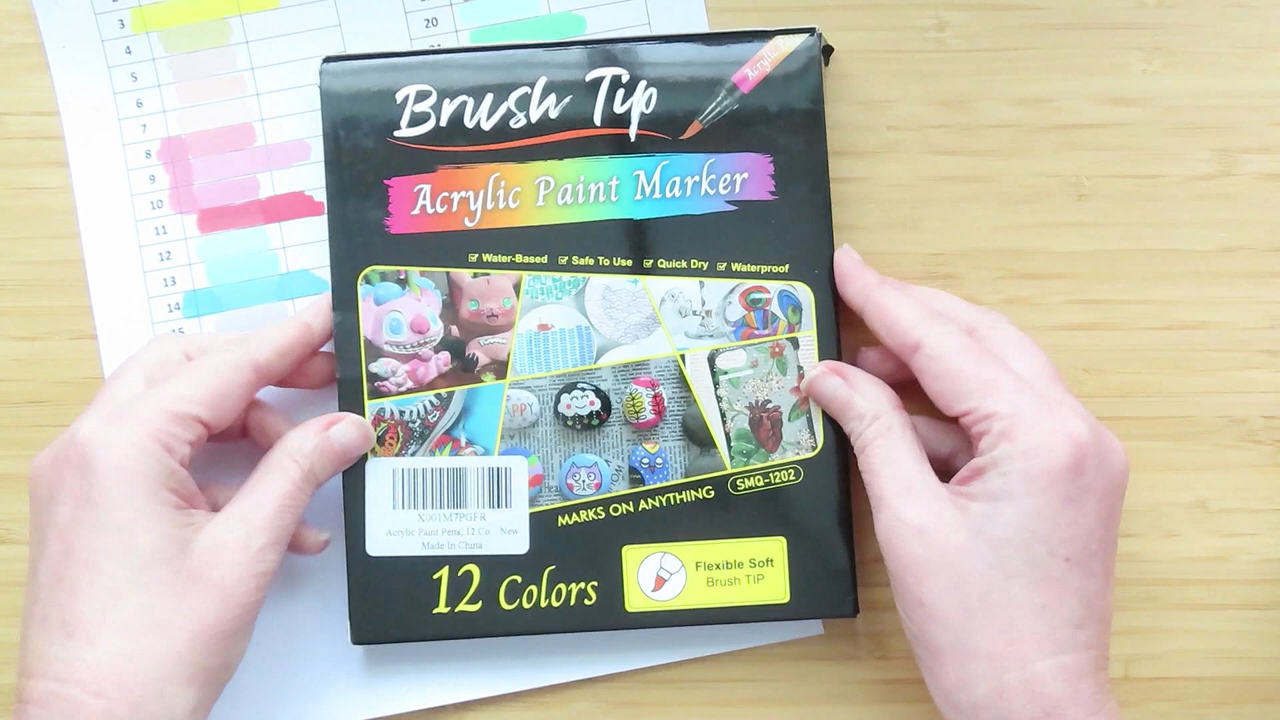 3
4
5
6
7
8
9
10
11
12
13
14
15
20
Brush Tip
Acrylic Paint Marker
Water-Based Safe To Use Quick Dry Waterproof
MARKS ON ANYTHING
SMQ-1202
X001M7PGFR
Acrylic Paint Pens, 12 Co New
Made In China
12 Colors
Flexible Soft
Brush TIP